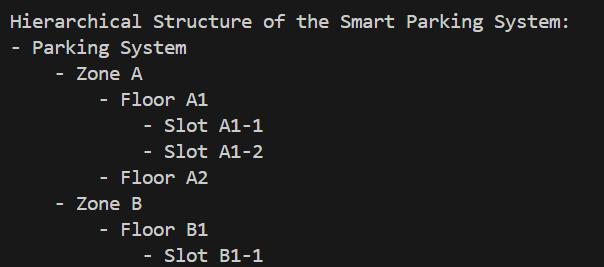 Hierarchical Structure of the Smart Parking System:
- Parking System
    - Zone A
        - Floor A1
            - Slot A1-1
            - Slot A1-2
        - Floor A2
    - Zone B
        - Floor B1
            - Slot B1-1